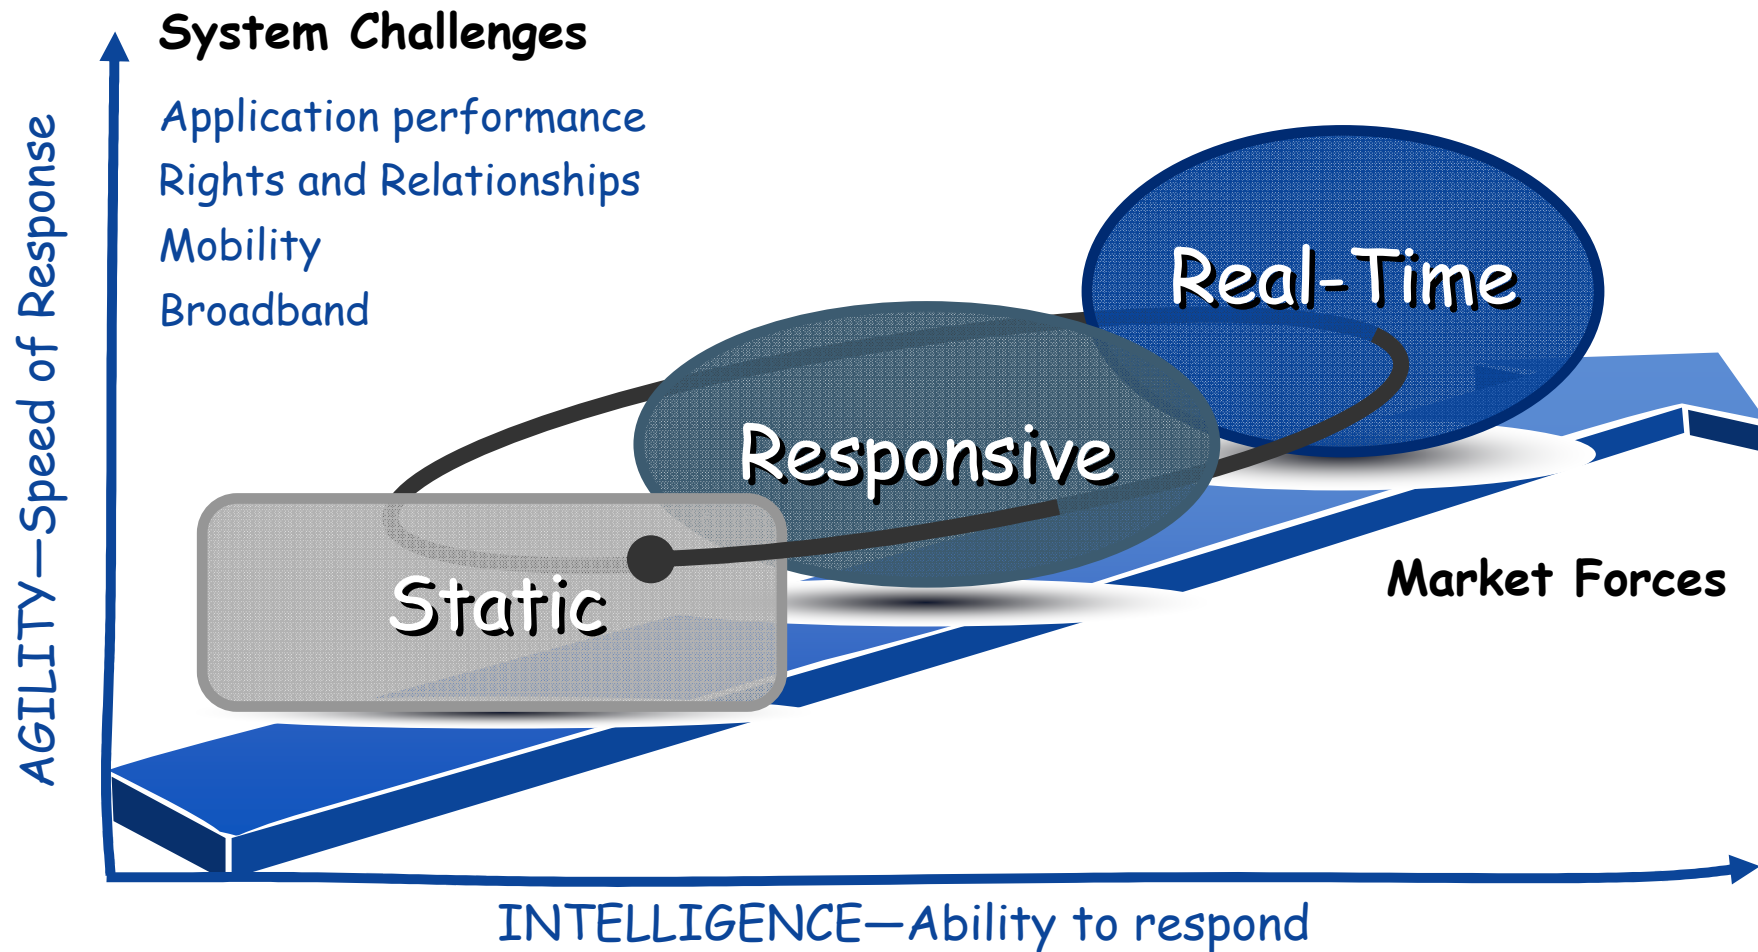 System Challenges
Application performance
Rights and Relationships
Mobility
Broadband
AGILITY—Speed of Response
Real-Time
Responsive
Static
Market Forces
INTELLIGENCE—Ability to respond